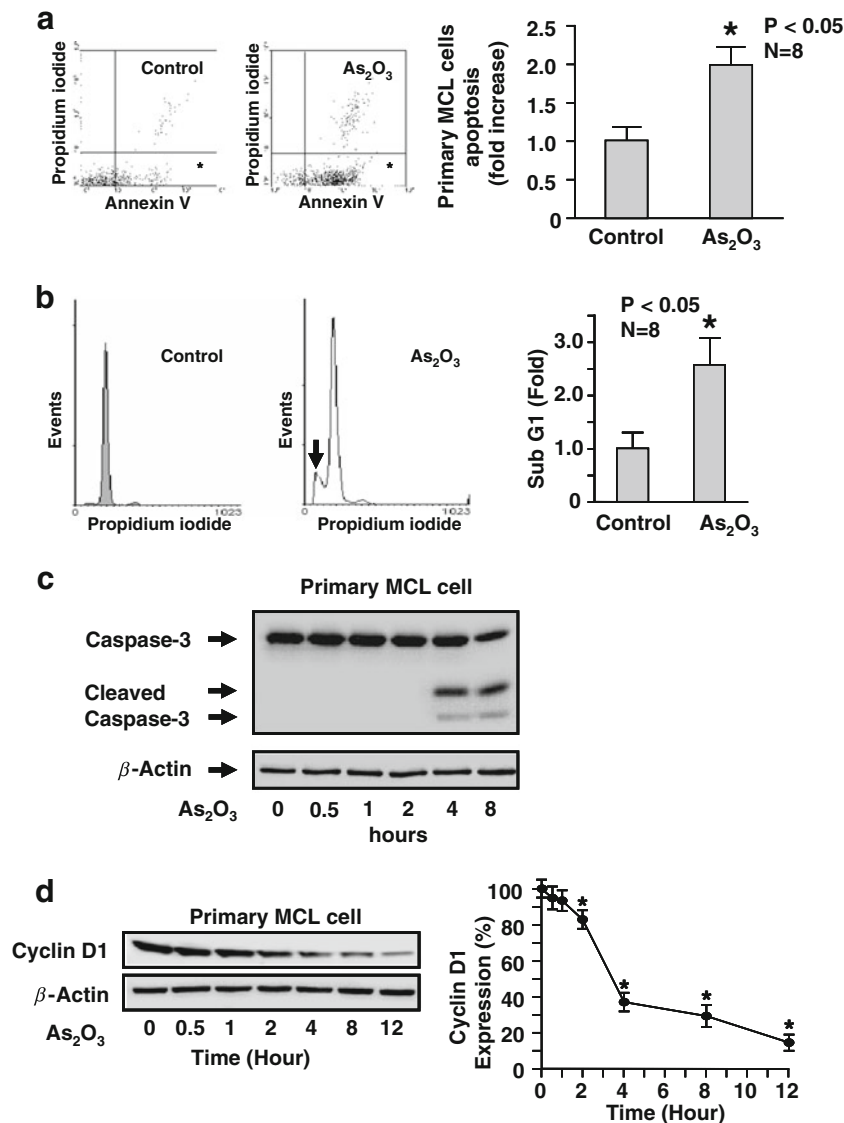 a
Propidium iodide
Control
Annexin V
Propidium iodide
As2O3
Annexin V
*
*
Primary MCL cells
apoptosis
(fold increase)
2.5
2.0
1.5
1.0
0.5
0
*
P < 0.05
N=8
Control
As2O3
b
Events
Control
0
1023
Propidium iodide
Events
As2O3
0
1023
Propidium iodide
Sub G1 (Fold)
3.0
2.0
1.0
0
P < 0.05
N=8
*
Control
As2O3
c
Primary MCL cell
Caspase-3
Cleaved
Caspase-3
β-Actin
As2O3 0 0.5 1 2 4 8
hours
d
Primary MCL cell
Cyclin D1
β-Actin
As2O3 0 0.5 1 2 4 8 12
Time (Hour)
Cyclin D1
Expression (%)
100
80
60
40
20
0
*
*
*
*
0 2 4 6 8 10 12
Time (Hour)